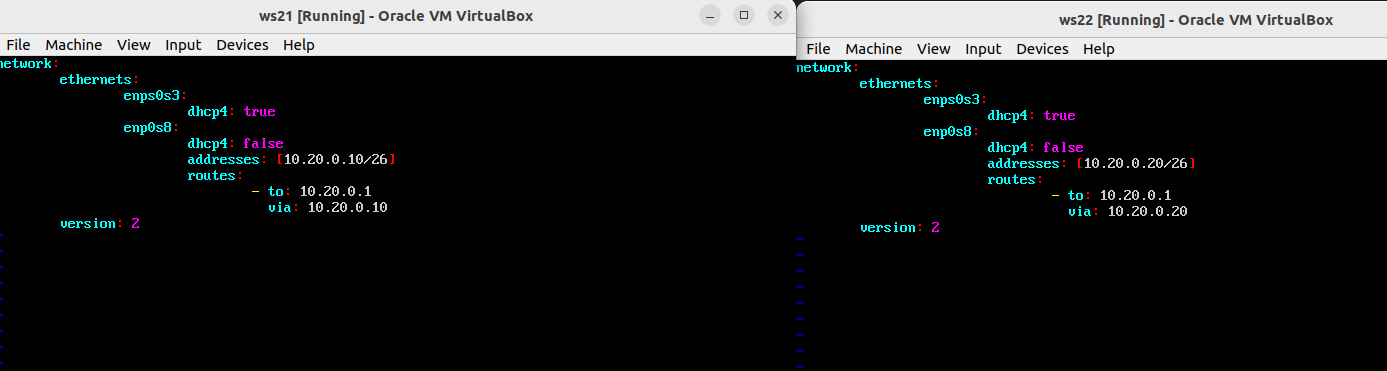 ws21 [Running] - Oracle VM VirtualBox
File Machine View Input Devices Help
network:
ethernets:
enps0s3:
dhcp4: true
enp0s8:
dhcp4: false
addresses: [10.20.0.10/26]
routes:
- to: 10.20.0.1
via: 10.20.0.10
version: 2
ws22 [Running] - Oracle VM VirtualBox
File Machine View Input Devices Help
network:
ethernets:
enps0s3:
dhcp4: true
enp0s8:
dhcp4: false
addresses: [10.20.0.20/26]
routes:
- to: 10.20.0.1
via: 10.20.0.20
version: 2